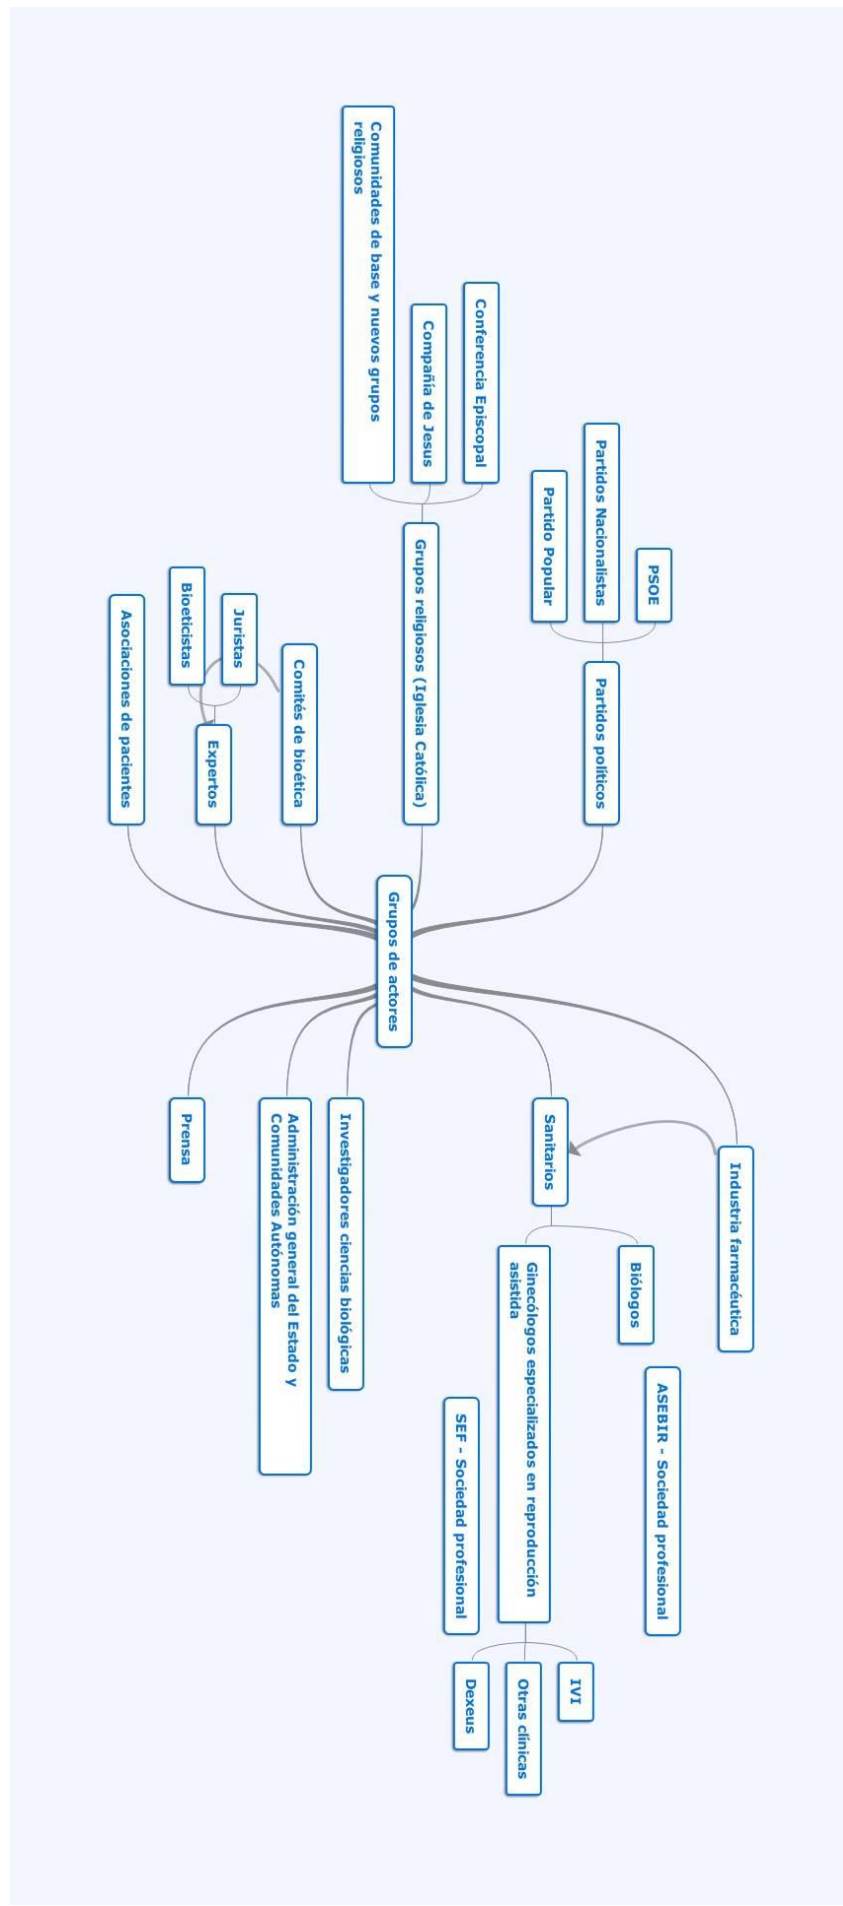 Grupos de actores
Industria farmacéutica
Sanitarios
Biólogos
ASEBIR - Sociedad profesional
Ginecólogos especializados en reproducción
asistida
IVI
Otras clínicas
Dexeus
SEF - Sociedad profesional
Investigadores ciencias biológicas
Administración general del Estado y
Comunidades Autónomas
Prensa
Partidos políticos
PSOE
Partidos Nacionalistas
Partido Popular
Grupos religiosos (Iglesia Católica)
Conferencia Episcopal
Compañía de Jesus
Comunidades de base y nuevos grupos
religiosos
Comités de bioética
Expertos
Juristas
Bioeticistas
Asociaciones de pacientes